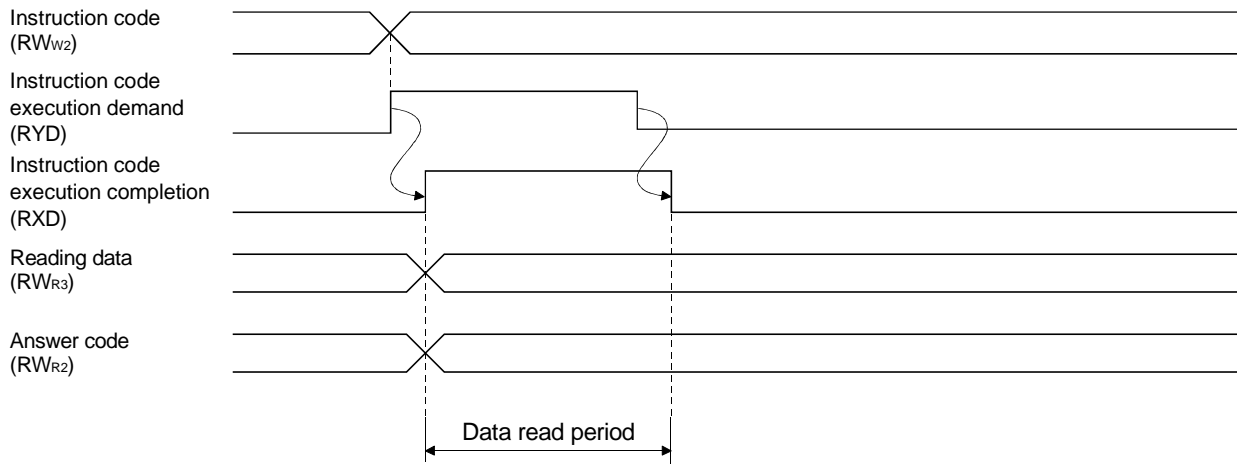 Instruction code
(RWW2)
Instruction code
execution demand
(RYD)
Instruction code
execution completion
(RXD)
Reading data
(RWR3)
Answer code
(RWR2)
Data read period